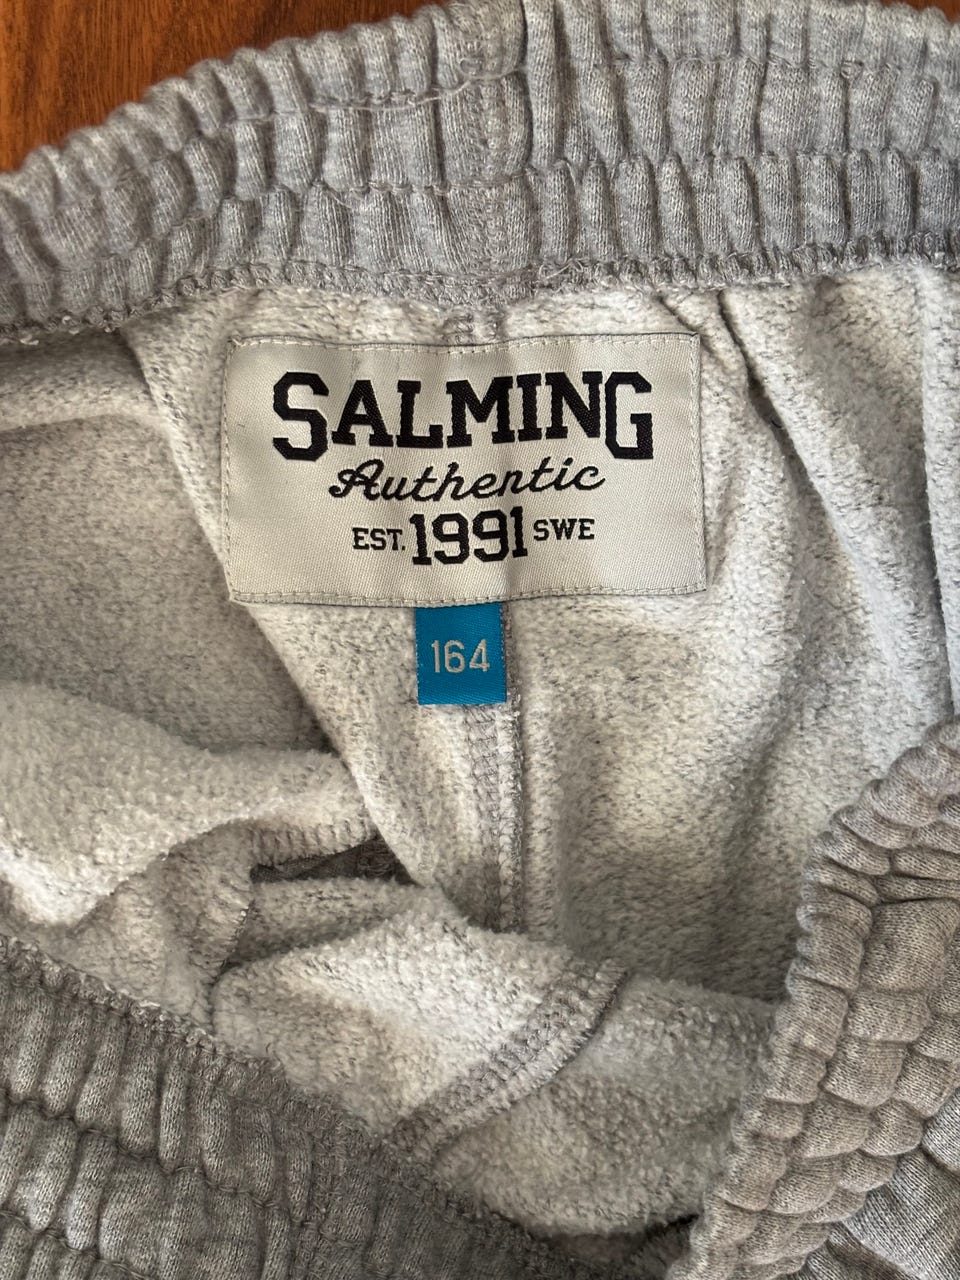 SALMING
Authentic
EST. 1991 SWE
164